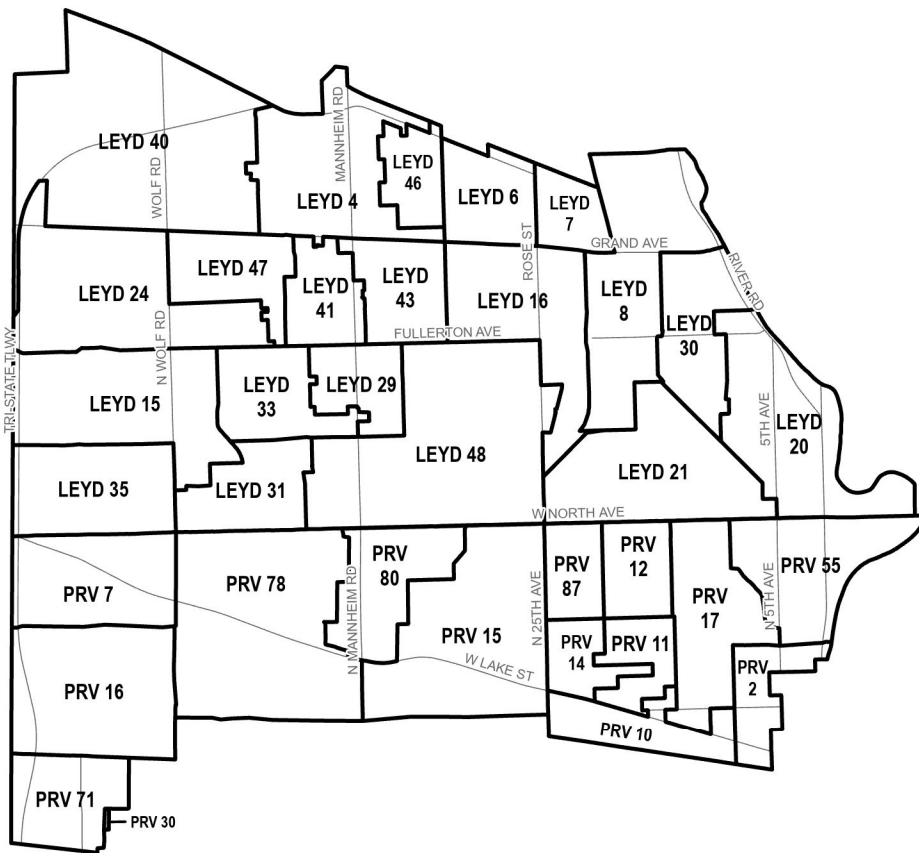 LEYD 40
WOLF RD
MANNHEIM RD
LEYD 4
LEYD
46
LEYD 6
LEYD
7
ROSE ST
GRAND AVE
RIVER RD
LEYD 24
LEYD 47
LEYD
41
LEYD
43
LEYD 16
LEYD
8
LEYD
30
FULLERTON AVE
TRI-STATE TLWY
N WOLF RD
LEYD 15
LEYD
33
LEYD 29
LEYD 48
5TH AVE
LEYD
20
LEYD 35
LEYD 31
LEYD 21
W NORTH AVE
PRV 7
PRV 78
N MANNHEIM RD
PRV
80
PRV 15
N 25TH AVE
PRV
87
PRV
12
PRV
17
N 5TH AVE
PRV 55
PRV
14
PRV 11
W LAKE ST
PRV
2
PRV 16
PRV 10
PRV 71
PRV 30